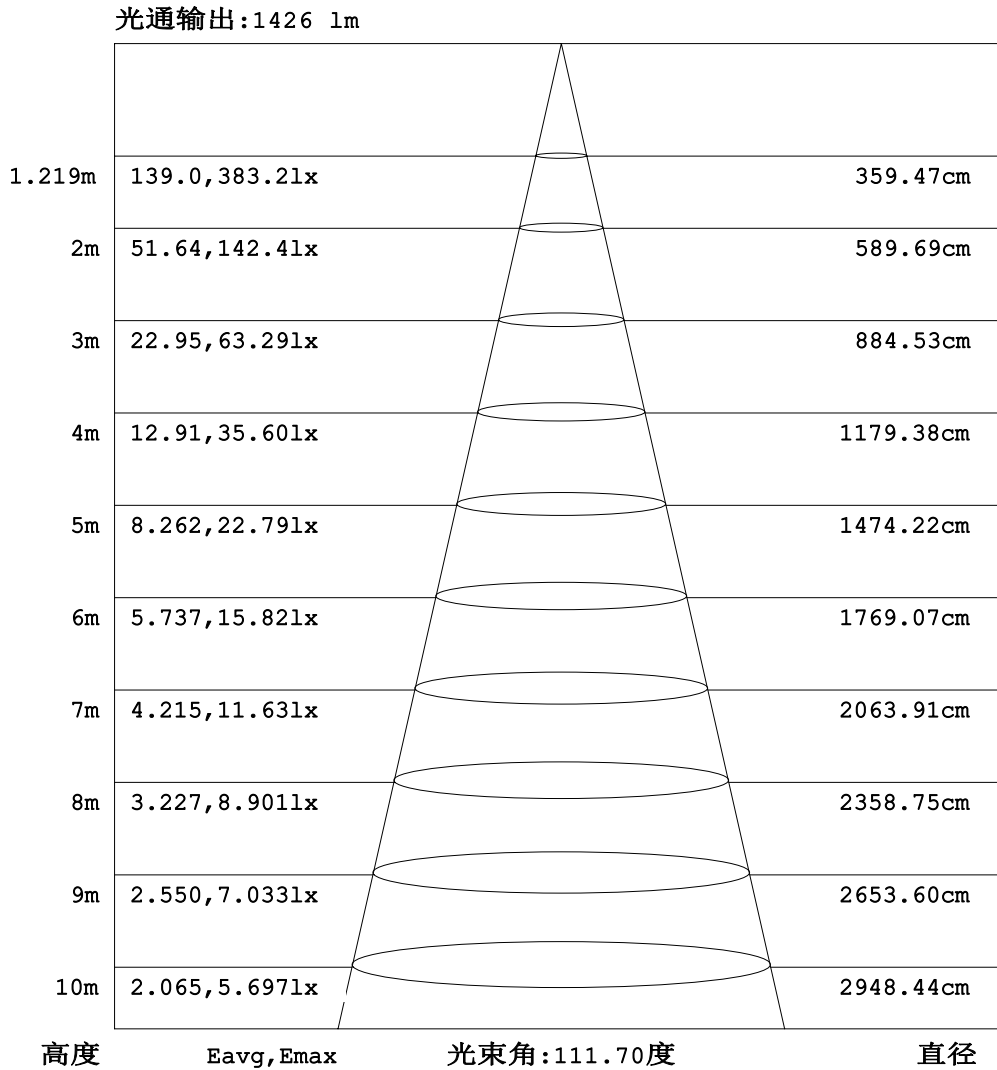 光通输出:1426 lm
1.219m 139.0,383.2lx 359.47cm
2m 51.64,142.4lx 589.69cm
3m 22.95,63.29lx 884.53cm
4m 12.91,35.60lx 1179.38cm
5m 8.262,22.79lx 1474.22cm
6m 5.737,15.82lx 1769.07cm
7m 4.215,11.63lx 2063.91cm
8m 3.227,8.901lx 2358.75cm
9m 2.550,7.033lx 2653.60cm
10m 2.065,5.697lx 2948.44cm
高度 Eavg,Emax 光束角:111.70度 直径